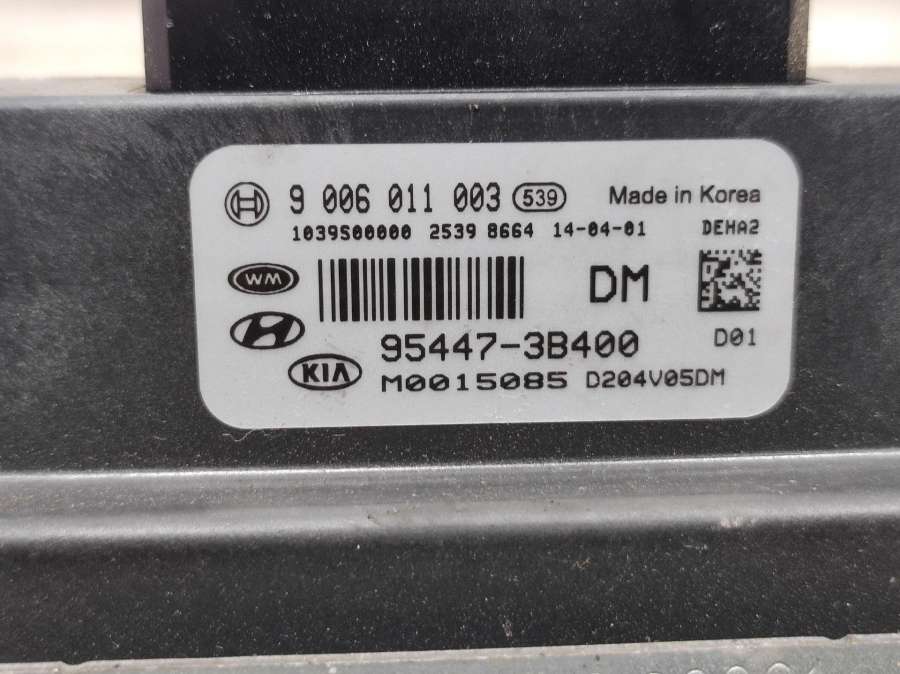 9 006 011 003 539 Made in Korea
1039S00000 2539 8664 14-04-01 DEHA2
WM DM
95447-3B400 D01
KIA M0015085 D204V05DM